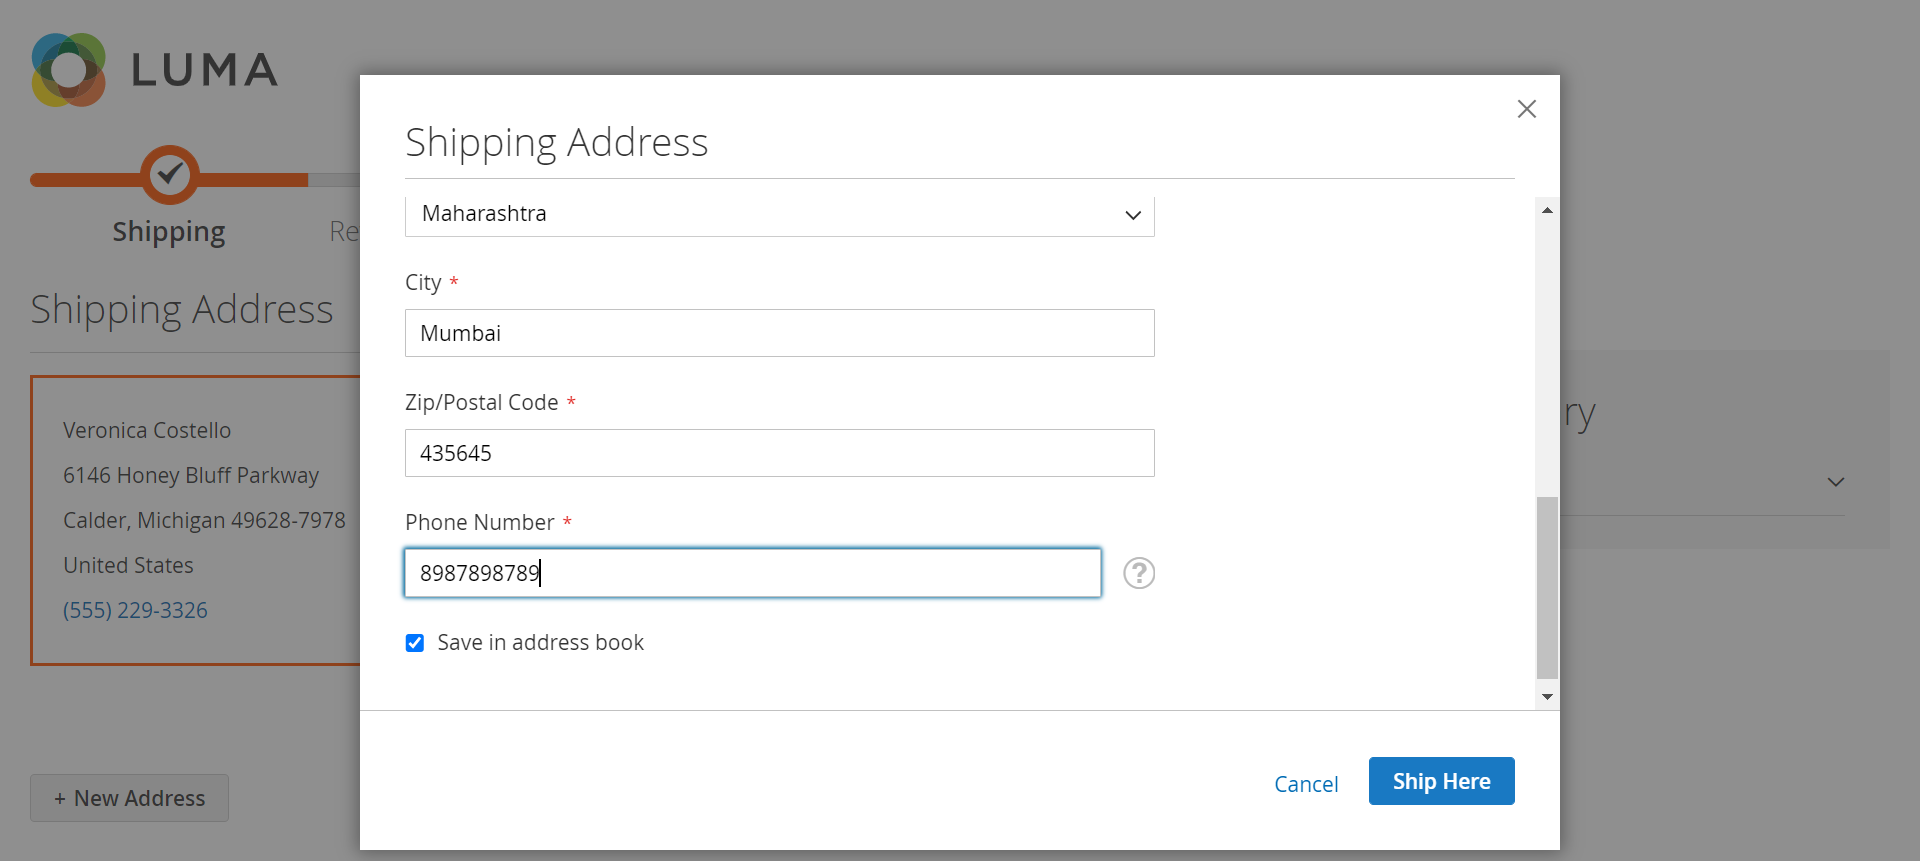 LUMA
Shipping
Re
Shipping Address
Veronica Costello
6146 Honey Bluff Parkway
Calder, Michigan 49628-7978
United States
(555) 229-3326
+ New Address
Shipping Address
Maharashtra
City *
Mumbai
Zip/Postal Code *
435645
Phone Number *
8987898789
?
Save in address book
Cancel
Ship Here
ry